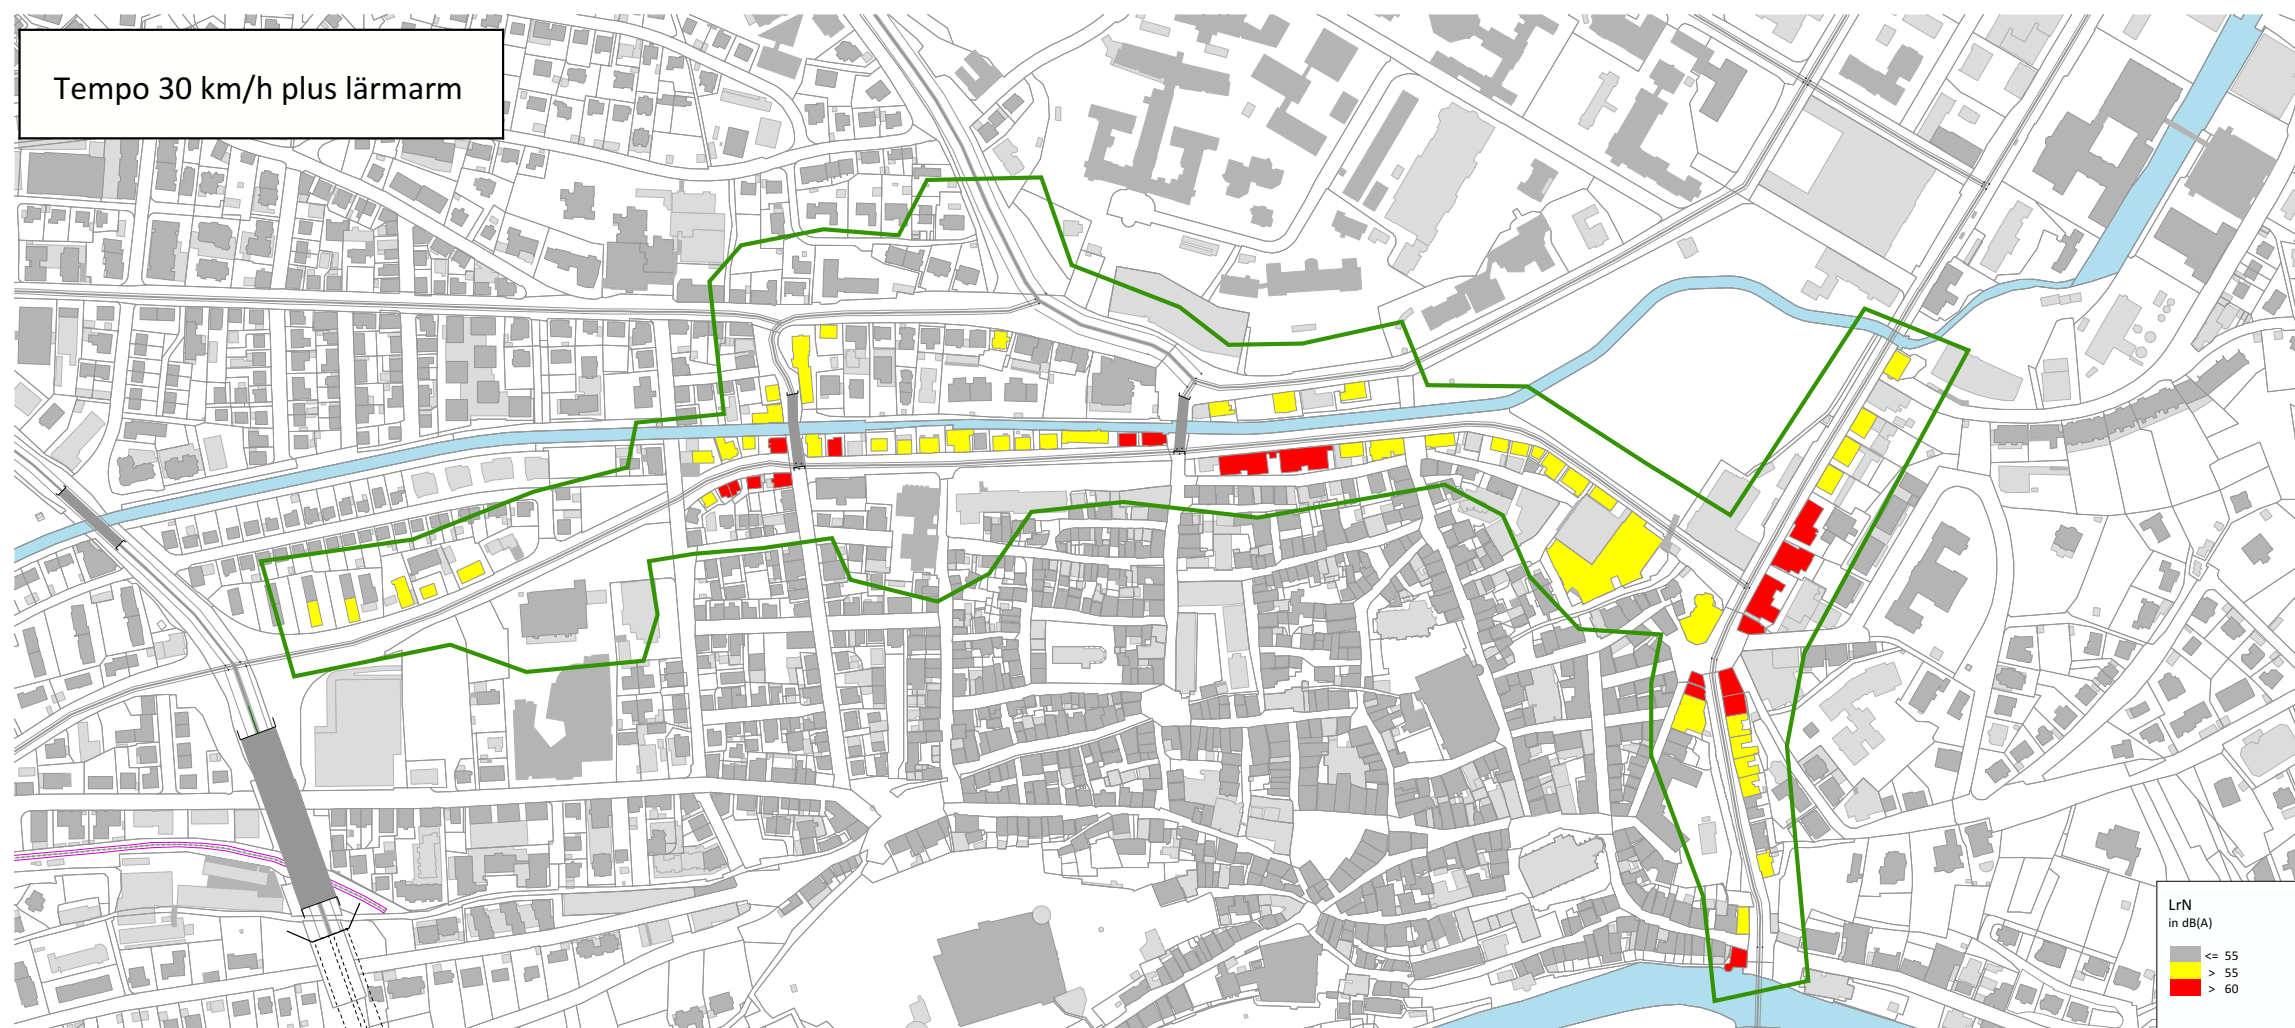 Tempo 30 km/h plus lärmarm
LrN
in dB(A)
<= 55
> 55
> 60